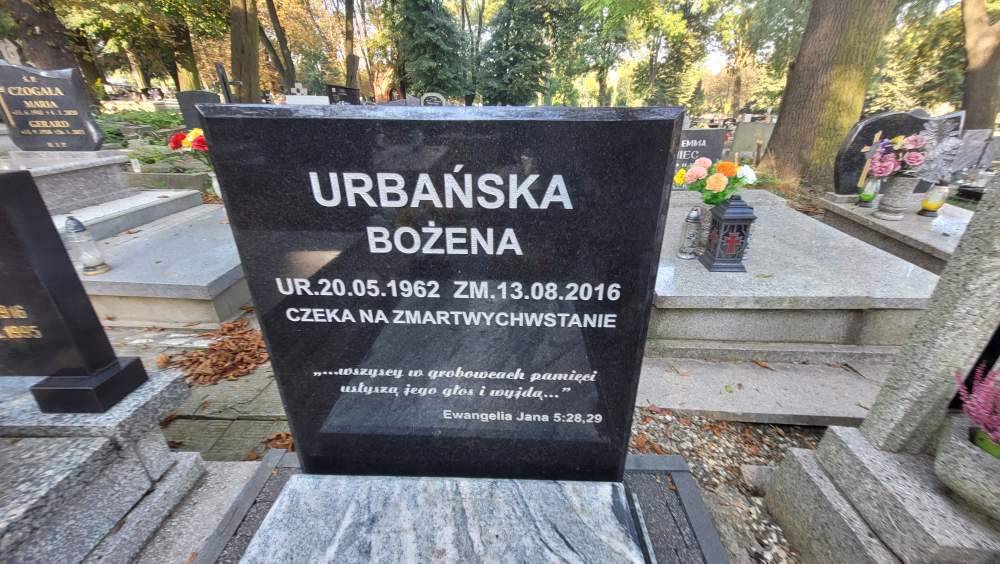 URBAŃSKA
BOŻENA
UR.20.05.1962 ZM.13.08.2016
CZEKA NA ZMARTWYCHWSTANIE
„...wszyscy w grobowcach pamięci
usłyszą jego głos i wyjdą..."
Ewangelia Jana 5:28,29
CZOGAŁA
MARIA
GERARD
EMMA